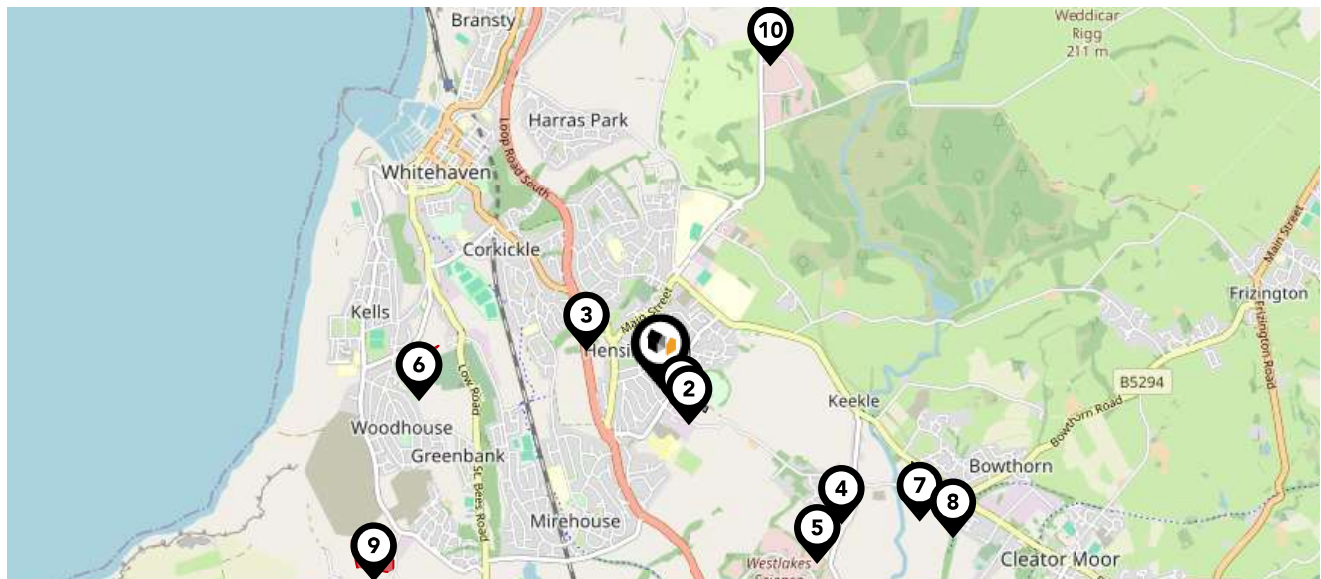 Bransty
10
Weddicar
Rigg
211 m
Harras Park
Loop Road South
Whitehaven
Corkickle
Main Street
Kells
3
Main Street
Frizington
Frizington Road
6
2
Low Road
B5294
Keekle
Bowthorn Road
Woodhouse
Greenbank
St. Bees Road
Bowthorn
4
7
8
5
Mirehouse
9
Cleator Moor
Westlakes